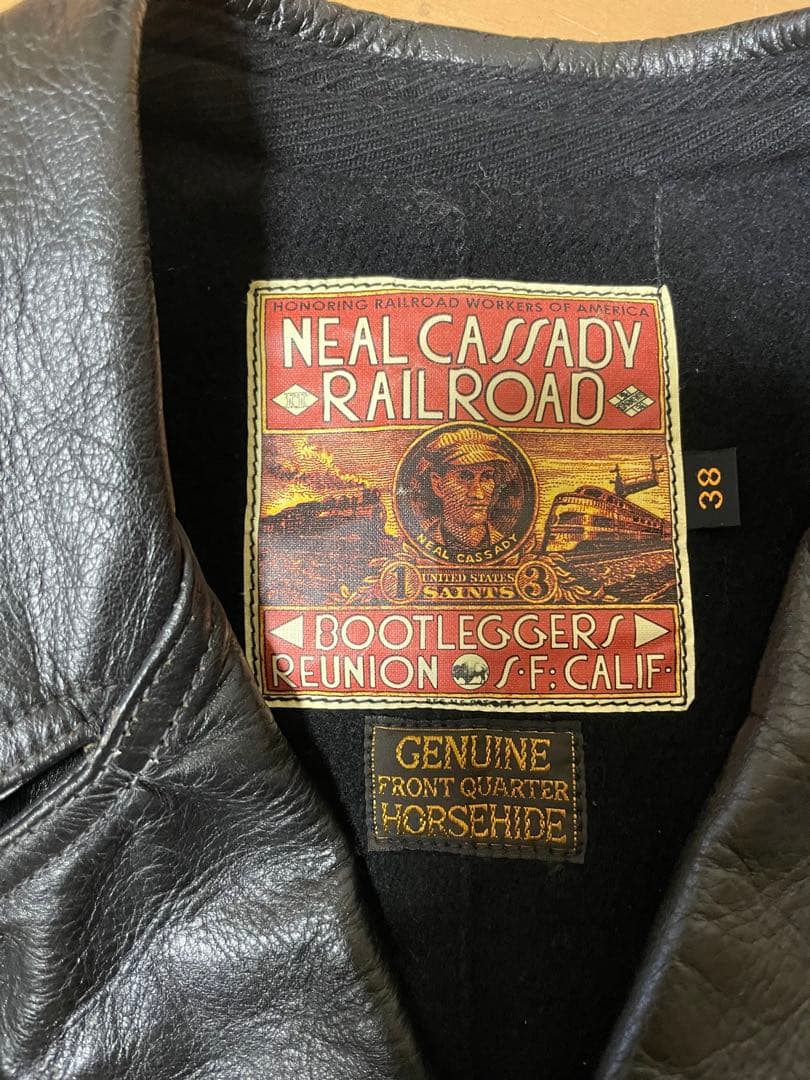 HONORING RAILROAD WORKERS OF AMERICA
NEAL CASSADY
RAILROAD
NEAL CASSADY
1 UNITED STATES 3
SAINTS
BOOTLEGGERS
REUNION S·F: CALIF·
38
GENUINE
FRONT QUARTER
HORSEHIDE